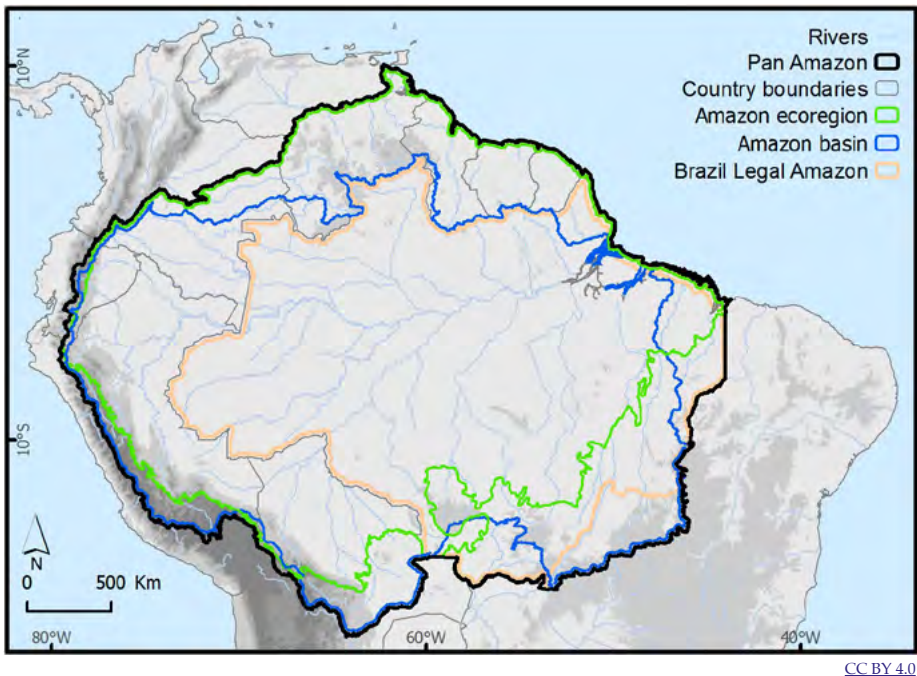 10°N
Rivers
Pan Amazon
Country boundaries
Amazon ecoregion
Amazon basin
Brazil Legal Amazon
10°S
N
0 500 Km
80°W 60°W 40°W
CC BY 4.0